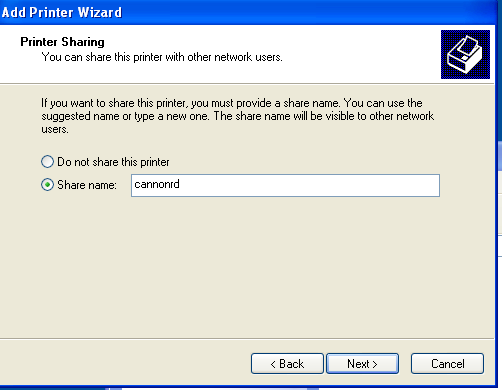 Add Printer Wizard
Printer Sharing
You can share this printer with other network users.
If you want to share this printer, you must provide a share name. You can use the
suggested name or type a new one. The share name will be visible to other network
users.
Do not share this printer
Share name: cannonrd
< Back Next > Cancel